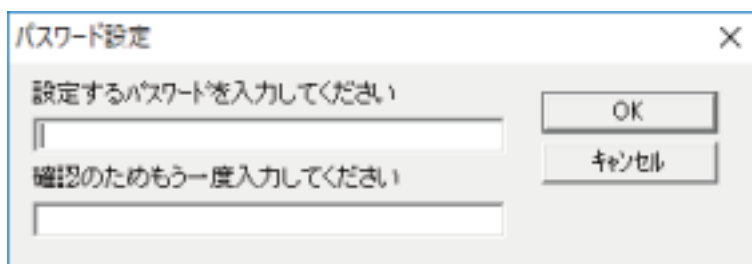 パスワード設定
設定するﾊﾟｽﾜｰﾄﾞを入力してください
OK
確認のためもう一度入力してください
ｷｬﾝｾﾙ